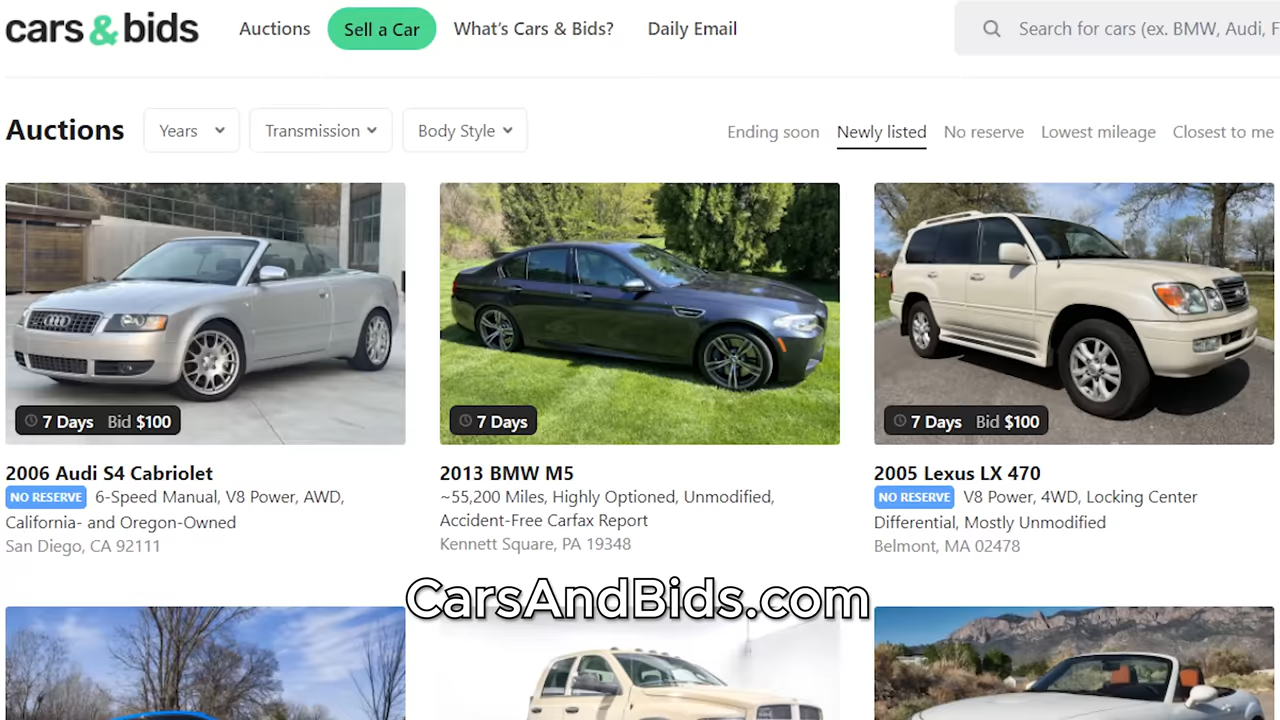 cars & bids
Auctions
Sell a Car
What's Cars & Bids?
Daily Email
Search for cars (ex. BMW, Audi, F
Auctions
Years
Transmission
Body Style
Ending soon
Newly listed
No reserve
Lowest mileage
Closest to me
7 Days Bid $100
7 Days
7 Days Bid $100
2006 Audi S4 Cabriolet
NO RESERVE 6-Speed Manual, V8 Power, AWD,
California- and Oregon-Owned
San Diego, CA 92111
2013 BMW M5
~55,200 Miles, Highly Optioned, Unmodified,
Accident-Free Carfax Report
Kennett Square, PA 19348
2005 Lexus LX 470
NO RESERVE V8 Power, 4WD, Locking Center
Differential, Mostly Unmodified
Belmont, MA 02478
CarsAndBids.com